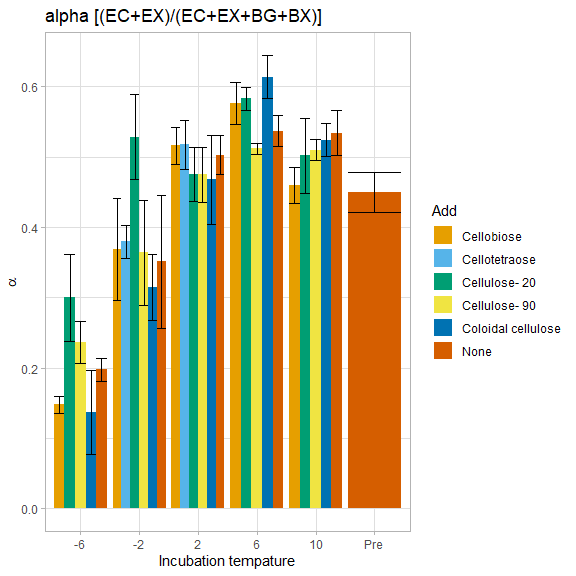 alpha [(EC+EX)/(EC+EX+BG+BX)]
0.6
0.4
0.2
0.0
α
-6
-2
2
6
10
Pre
Incubation tempature
Add
Cellobiose
Cellotetraose
Cellulose- 20
Cellulose- 90
Coloidal cellulose
None